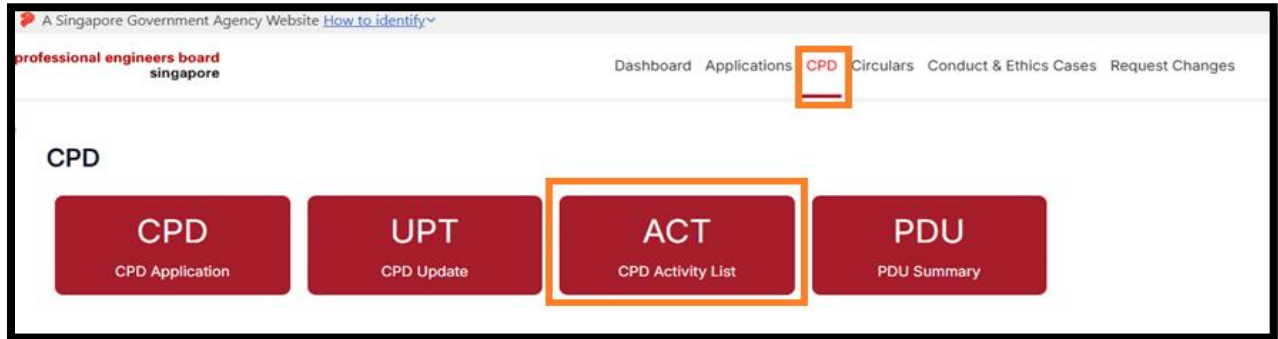 A Singapore Government Agency Website How to identify
professional engineers board
singapore
Dashboard Applications CPD Circulars Conduct & Ethics Cases Request Changes
CPD
CPD UPT ACT PDU
CPD Application CPD Update CPD Activity List PDU Summary